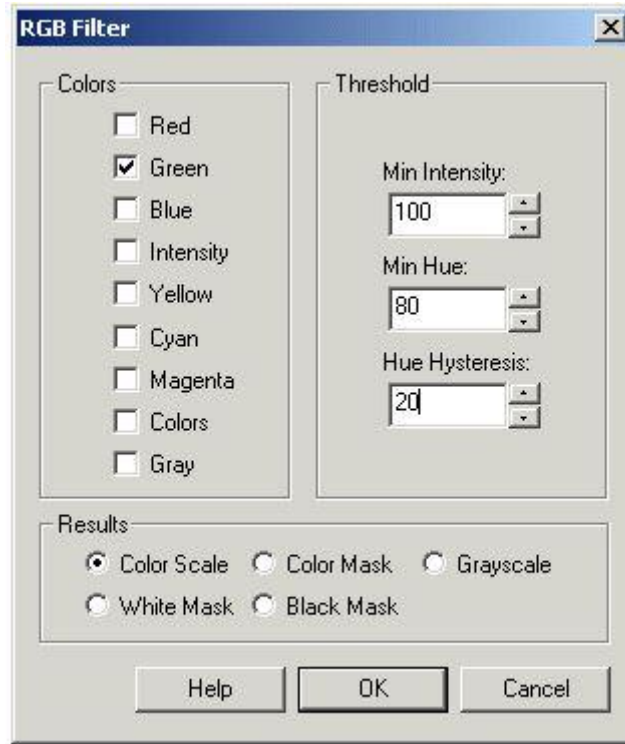 RGB Filter
Colors
Red
Green
Blue
Intensity
Yellow
Cyan
Magenta
Colors
Gray
Threshold
Min Intensity:
100
Min Hue:
80
Hue Hysteresis:
20
Results
Color Scale Color Mask Grayscale
White Mask Black Mask
Help OK Cancel